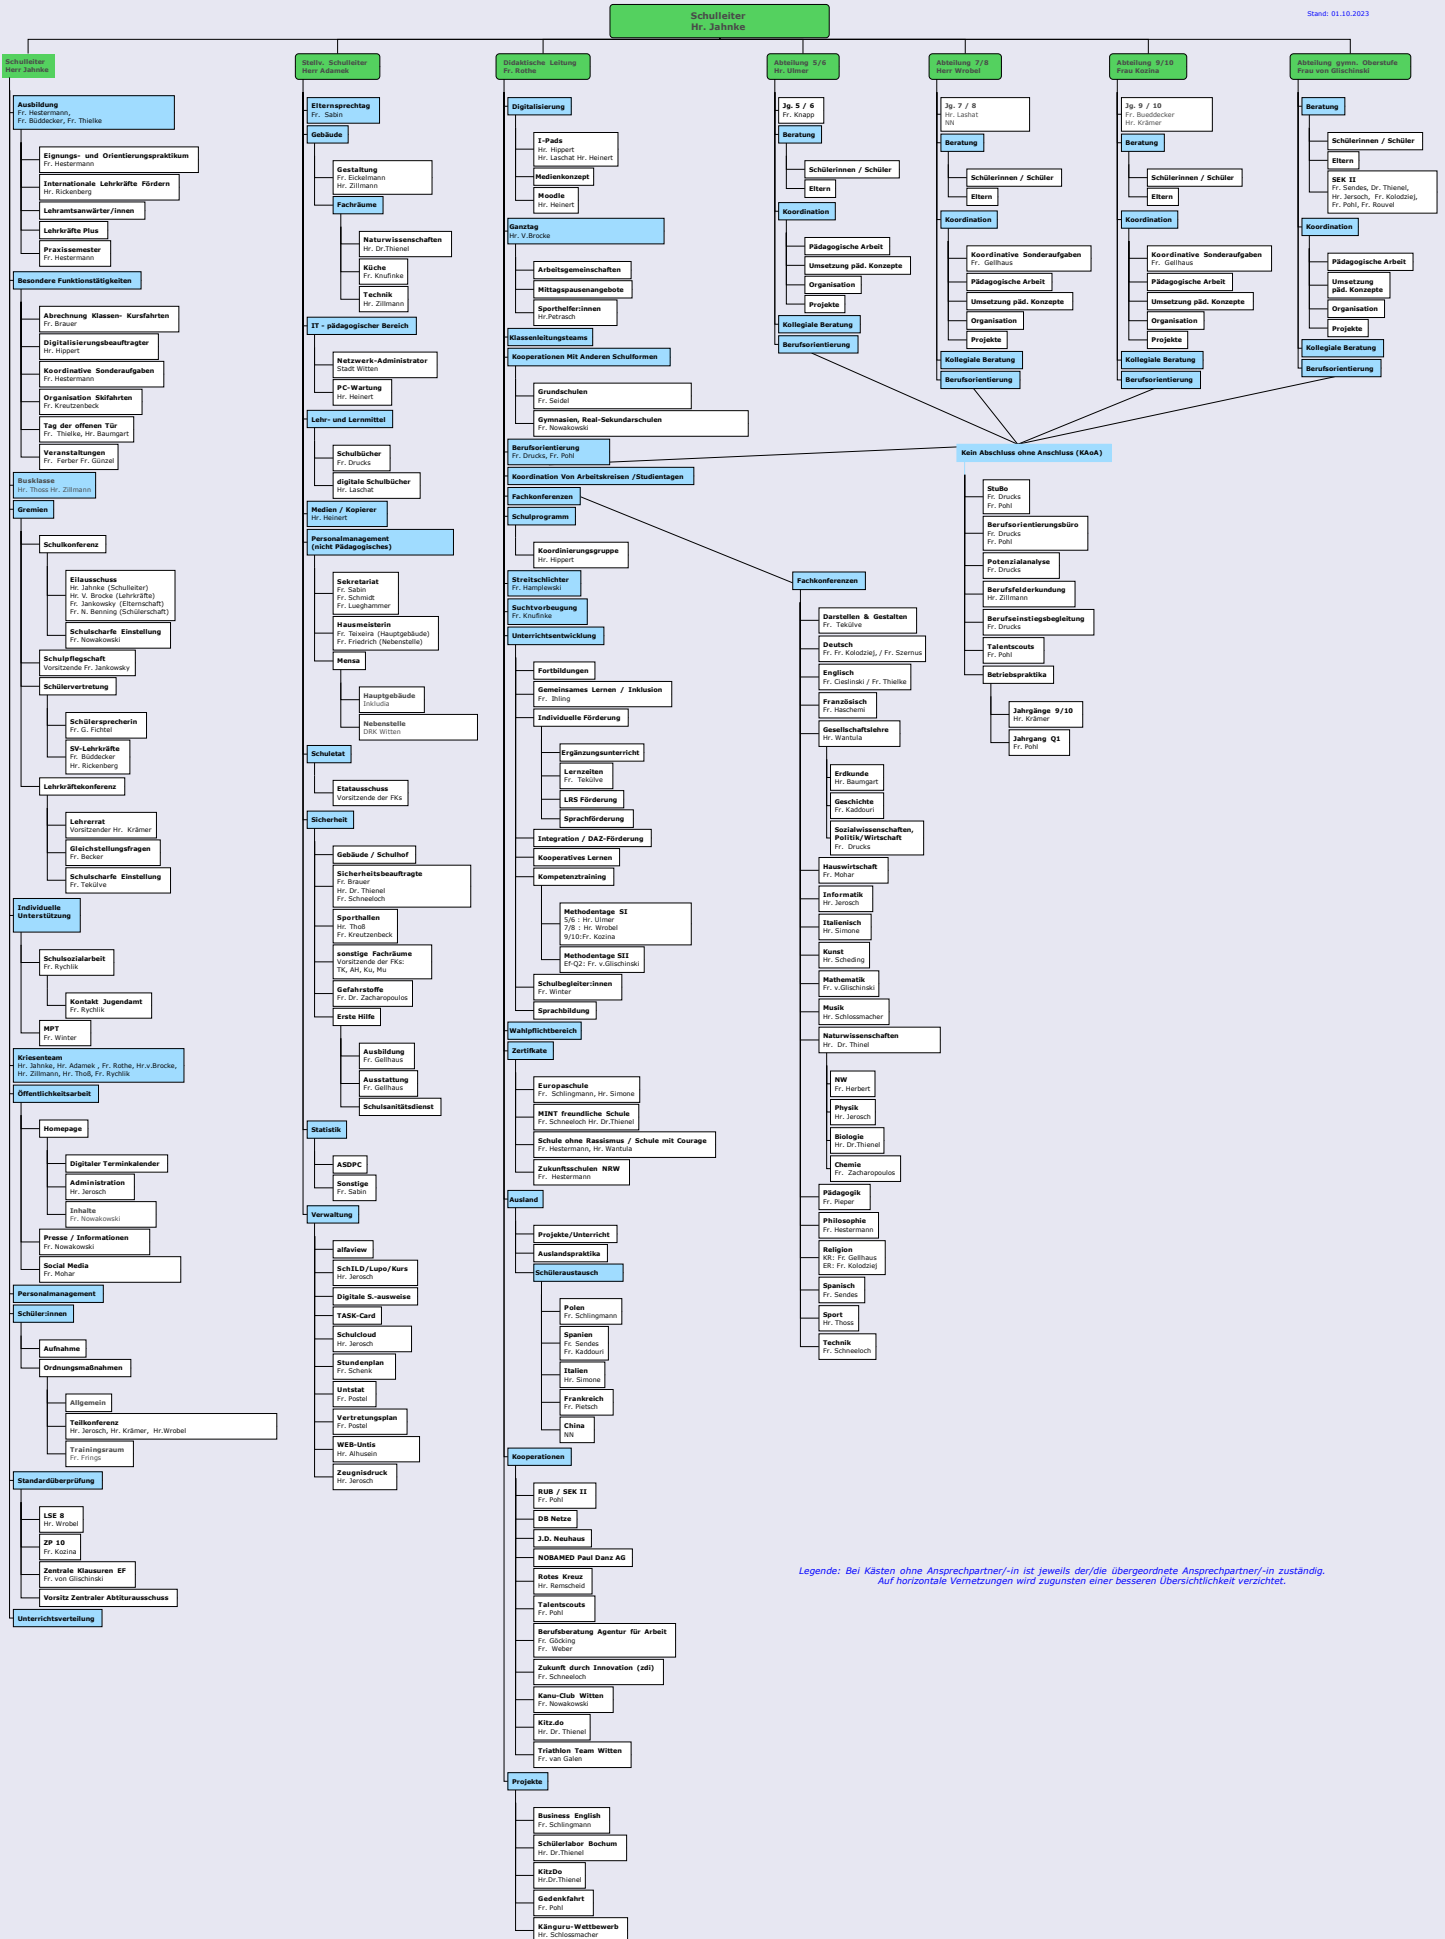 Schulleiter
Hr. Jahnke
Stand: 01.10.2023
Schulleiter
Herr Jahnke
Ausbildung
Fr. Hestermann,
Fr. Büddecker, Fr. Thielke
Eignungs- und Orientierungspraktikum
Fr. Hestermann
Internationale Lehrkräfte Fördern
Hr. Rickenberg
Lehramtsanwärter/innen
Lehrkräfte Plus
Praxissemester
Fr. Hestermann
Besondere Funktionstätigkeiten
Abrechnung Klassen- Kursfahrten
Fr. Brauer
Digitalisierungsbeauftragter
Hr. Hippert
Koordinative Sonderaufgaben
Fr. Hestermann
Organisation Skifahrten
Fr. Kreutzenbeck
Tag der offenen Tür
Fr. Thielke, Hr. Baumgart
Veranstaltungen
Fr. Ferber Fr. Günzel
Busklasse
Hr. Thoss Hr. Zillmann
Gremien
Schulkonferenz
Eilausschuss
Hr. Jahnke (Schulleiter)
Hr. V. Brocke (Lehrkräfte)
Fr. Jankowsky (Elternschaft)
Fr. N. Benning (Schülerschaft)
Schulscharfe Einstellung
Fr. Nowakowski
Schulpflegschaft
Vorsitzende Fr. Jankowsky
Schülervertretung
Schülersprecherin
Fr. G. Fichtel
SV-Lehrkräfte
Fr. Büddecker
Hr. Rickenberg
Lehrkräftekonferenz
Lehrerrat
Vorsitzender Hr. Krämer
Gleichstellungsfragen
Fr. Becker
Schulscharfe Einstellung
Fr. Tekülve
Individuelle
Unterstützung
Schulsozialarbeit
Fr. Rychlik
Kontakt Jugendamt
Fr. Rychlik
MPT
Fr. Winter
Kriesenteam
Hr. Jahnke, Hr. Adamek , Fr. Rothe, Hr.v.Brocke,
Hr. Zillmann, Hr. Thoß, Fr. Rychlik
Öffentlichkeitsarbeit
Homepage
Digitaler Terminkalender
Administration
Hr. Jerosch
Inhalte
Fr. Nowakowski
Presse / Informationen
Fr. Nowakowski
Social Media
Fr. Mohar
Personalmanagement
Schüler:innen
Aufnahme
Ordnungsmaßnahmen
Allgemein
Teilkonferenz
Hr. Jerosch, Hr. Krämer, Hr.Wrobel
Trainingsraum
Fr. Frings
Standardüberprüfung
LSE 8
Hr. Wrobel
ZP 10
Fr. Kozina
Zentrale Klausuren EF
Fr. von Glischinski
Vorsitz Zentraler Abtiturausschuss
Unterrichtsverteilung
Stellv. Schulleiter
Herr Adamek
Elternsprechtag
Fr. Sabin
Gebäude
Gestaltung
Fr. Eickelmann
Hr. Zillmann
Fachräume
Naturwissenschaften
Hr. Dr.Thienel
Küche
Fr. Knufinke
Technik
Hr. Zillmann
IT - pädagogischer Bereich
Netzwerk-Administrator
Stadt Witten
PC-Wartung
Hr. Heinert
Lehr- und Lernmittel
Schulbücher
Fr. Drucks
digitale Schulbücher
Hr. Laschat
Medien / Kopierer
Hr. Heinert
Personalmanagement
(nicht Pädagogisches)
Sekretariat
Fr. Sabin
Fr. Schmidt
Fr. Lueghammer
Hausmeisterin
Fr. Teixeira (Hauptgebäude)
Fr. Friedrich (Nebenstelle)
Mensa
Hauptgebäude
Inkludia
Nebenstelle
DRK Witten
Schuletat
Etatausschuss
Vorsitzende der FKs
Sicherheit
Gebäude / Schulhof
Sicherheitsbeauftragte
Fr. Brauer
Hr. Dr. Thienel
Fr. Schneeloch
Sporthallen
Hr. Thoß
Fr. Kreutzenbeck
sonstige Fachräume
Vorsitzende der FKs:
TK, AH, Ku, Mu
Gefahrstoffe
Fr. Dr. Zacharopoulos
Erste Hilfe
Ausbildung
Fr. Gellhaus
Ausstattung
Fr. Gellhaus
Schulsanitätsdienst
Statistik
ASDPC
Sonstige
Fr. Sabin
Verwaltung
alfaview
SchILD/Lupo/Kurs
Hr. Jerosch
Digitale S.-ausweise
TASK-Card
Schulcloud
Hr. Jerosch
Stundenplan
Fr. Schenk
Untstat
Fr. Postel
Vertretungsplan
Fr. Postel
WEB-Untis
Hr. Alhusein
Zeugnisdruck
Hr. Jerosch
Didaktische Leitung
Fr. Rothe
Digitalisierung
I-Pads
Hr. Hippert
Hr. Laschat Hr. Heinert
Medienkonzept
Moodle
Hr. Heinert
Ganztag
Hr. V.Brocke
Arbeitsgemeinschaften
Mittagspausenangebote
Sporthelfer:innen
Hr.Petrasch
Klassenleitungsteams
Kooperationen Mit Anderen Schulformen
Grundschulen
Fr. Seidel
Gymnasien, Real-Sekundarschulen
Fr. Nowakowski
Berufsorientierung
Fr. Drucks, Fr. Pohl
Koordination Von Arbeitskreisen /Studientagen
Fachkonferenzen
Schulprogramm
Koordinierungsgruppe
Hr. Hippert
Streitschlichter
Fr. Hamplewski
Suchtvorbeugung
Fr. Knufinke
Unterrichtsentwicklung
Fortbildungen
Gemeinsames Lernen / Inklusion
Fr. Ihling
Individuelle Förderung
Ergänzungsunterricht
Lernzeiten
Fr. Tekülve
LRS Förderung
Sprachförderung
Integration / DAZ-Förderung
Kooperatives Lernen
Kompetenztraining
Methodentage SI
5/6 : Hr. Ulmer
7/8 : Hr. Wrobel
9/10:Fr. Kozina
Methodentage SII
Ef-Q2: Fr. v.Glischinski
Schulbegleiter:innen
Fr. Winter
Sprachbildung
Wahlpflichtbereich
Zertifkate
Europaschule
Fr. Schlingmann, Hr. Simone
MINT freundliche Schule
Fr. Schneeloch Hr. Dr.Thienel
Schule ohne Rassismus / Schule mit Courage
Fr. Hestermann, Hr. Wantula
Zukunftsschulen NRW
Fr. Hestermann
Ausland
Projekte/Unterricht
Auslandspraktika
Schüleraustausch
Polen
Fr. Schlingmann
Spanien
Fr. Sendes
Fr. Kaddouri
Italien
Hr. Simone
Frankreich
Fr. Pietsch
China
NN
Kooperationen
RUB / SEK II
Fr. Pohl
DB Netze
J.D. Neuhaus
NOBAMED Paul Danz AG
Rotes Kreuz
Hr. Remscheid
Talentscouts
Fr. Pohl
Berufsberatung Agentur für Arbeit
Fr. Göcking
Fr. Weber
Zukunft durch Innovation (zdi)
Fr. Schneeloch
Kanu-Club Witten
Fr. Nowakowski
Kitz.do
Hr. Dr. Thienel
Triathlon Team Witten
Fr. van Galen
Projekte
Business English
Fr. Schlingmann
Schülerlabor Bochum
Hr. Dr.Thienel
KitzDo
Hr.Dr.Thienel
Gedenkfahrt
Fr. Pohl
Känguru-Wettbewerb
Hr. Schlossmacher
Abteilung 5/6
Hr. Ulmer
Jg. 5 / 6
Fr. Knapp
Beratung
Schülerinnen / Schüler
Eltern
Koordination
Pädagogische Arbeit
Umsetzung päd. Konzepte
Organisation
Projekte
Kollegiale Beratung
Berufsorientierung
Abteilung 7/8
Herr Wrobel
Jg. 7 / 8
Hr. Lashat
NN
Beratung
Schülerinnen / Schüler
Eltern
Koordination
Koordinative Sonderaufgaben
Fr. Gellhaus
Pädagogische Arbeit
Umsetzung päd. Konzepte
Organisation
Projekte
Kollegiale Beratung
Berufsorientierung
Abteilung 9/10
Frau Kozina
Jg. 9 / 10
Fr. Bueddecker
Hr. Krämer
Beratung
Schülerinnen / Schüler
Eltern
Koordination
Koordinative Sonderaufgaben
Fr. Gellhaus
Pädagogische Arbeit
Umsetzung päd. Konzepte
Organisation
Projekte
Kollegiale Beratung
Berufsorientierung
Abteilung gymn. Oberstufe
Frau von Glischinski
Beratung
Schülerinnen / Schüler
Eltern
SEK II
Fr. Sendes, Dr. Thienel,
Hr. Jersoch, Fr. Kolodziej,
Fr. Pohl, Fr. Rouvel
Koordination
Pädagogische Arbeit
Umsetzung
päd. Konzepte
Organisation
Projekte
Kollegiale Beratung
Berufsorientierung
Kein Abschluss ohne Anschluss (KAoA)
StuBo
Fr. Drucks
Fr. Pohl
Berufsorientierungsbüro
Fr. Drucks
Fr. Pohl
Potenzialanalyse
Fr. Drucks
Berufsfelderkundung
Hr. Zillmann
Berufseinstiegsbegleitung
Fr. Drucks
Talentscouts
Fr. Pohl
Betriebspraktika
Jahrgänge 9/10
Hr. Krämer
Jahrgang Q1
Fr. Pohl
Fachkonferenzen
Darstellen & Gestalten
Fr. Tekülve
Deutsch
Fr. Fr. Kolodziej, / Fr. Szernus
Englisch
Fr. Cieslinski / Fr. Thielke
Französisch
Fr. Haschemi
Gesellschaftslehre
Hr. Wantula
Erdkunde
Hr. Baumgart
Geschichte
Fr. Kaddouri
Sozialwissenschaften,
Politik/Wirtschaft
Fr. Drucks
Hauswirtschaft
Fr. Mohar
Informatik
Hr. Jerosch
Italienisch
Hr. Simone
Kunst
Hr. Scheding
Mathematik
Fr. v.Glischinski
Musik
Hr. Schlossmacher
Naturwissenschaften
Hr. Dr. Thinel
NW
Fr. Herbert
Physik
Hr. Jerosch
Biologie
Hr. Dr.Thienel
Chemie
Fr. Zacharopoulos
Pädagogik
Fr. Pieper
Philosophie
Fr. Hestermann
Religion
KR: Fr. Gellhaus
ER: Fr. Kolodziej
Spanisch
Fr. Sendes
Sport
Hr. Thoss
Technik
Fr. Schneeloch
Legende: Bei Kästen ohne Ansprechpartner/-in ist jeweils der/die übergeordnete Ansprechpartner/-in zuständig.
Auf horizontale Vernetzungen wird zugunsten einer besseren Übersichtlichkeit verzichtet.